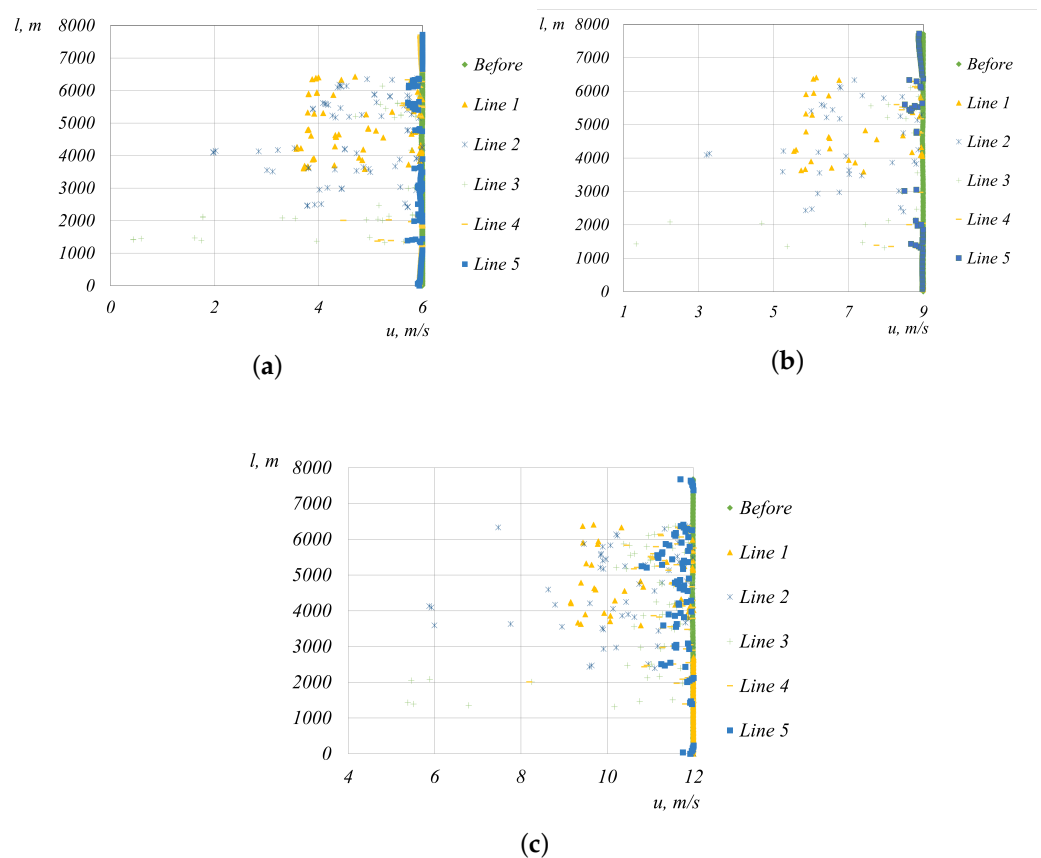 l, m
8000
7000
6000
5000
4000
3000
2000
1000
0
0
2
4
6
u, m/s
Before
Line 1
Line 2
Line 3
Line 4
Line 5
(a)
l, m
8000
7000
6000
5000
4000
3000
2000
1000
0
1
3
5
7
9
u, m/s
Before
Line 1
Line 2
Line 3
Line 4
Line 5
(b)
l, m
8000
7000
6000
5000
4000
3000
2000
1000
0
4
6
8
10
12
u, m/s
Before
Line 1
Line 2
Line 3
Line 4
Line 5
(c)